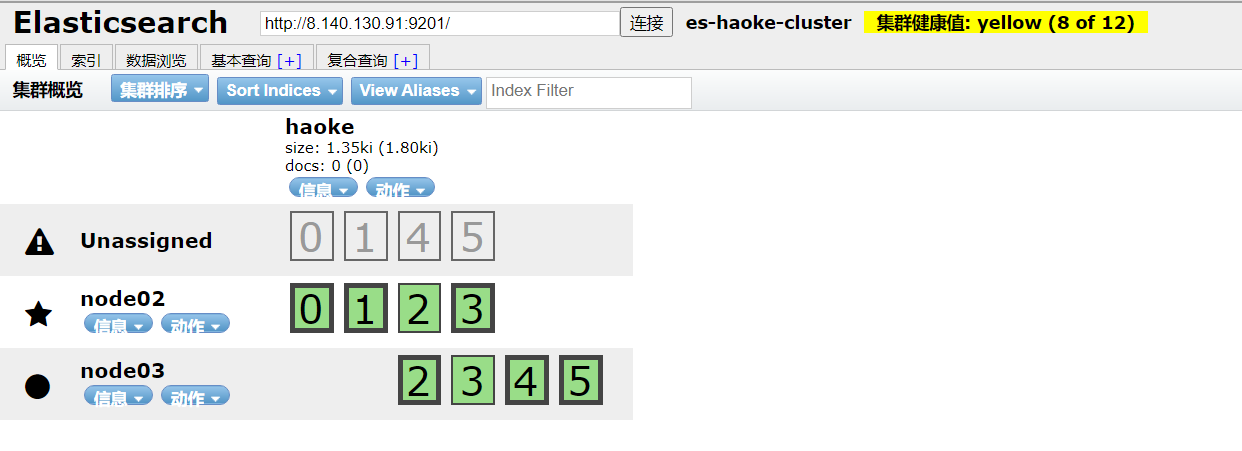 Elasticsearch http://8.140.130.91:9201/ 连接 es-haoke-cluster 集群健康值: yellow (8 of 12)
概览 索引 数据浏览 基本查询 [+] 复合查询 [+]
集群概览 集群排序 Sort Indices View Aliases Index Filter
haoke
size: 1.35ki (1.80ki)
docs: 0 (0)
信息 动作
Unassigned 0 1 4 5
node02 0 1 2 3
信息 动作
node03 2 3 4 5
信息 动作